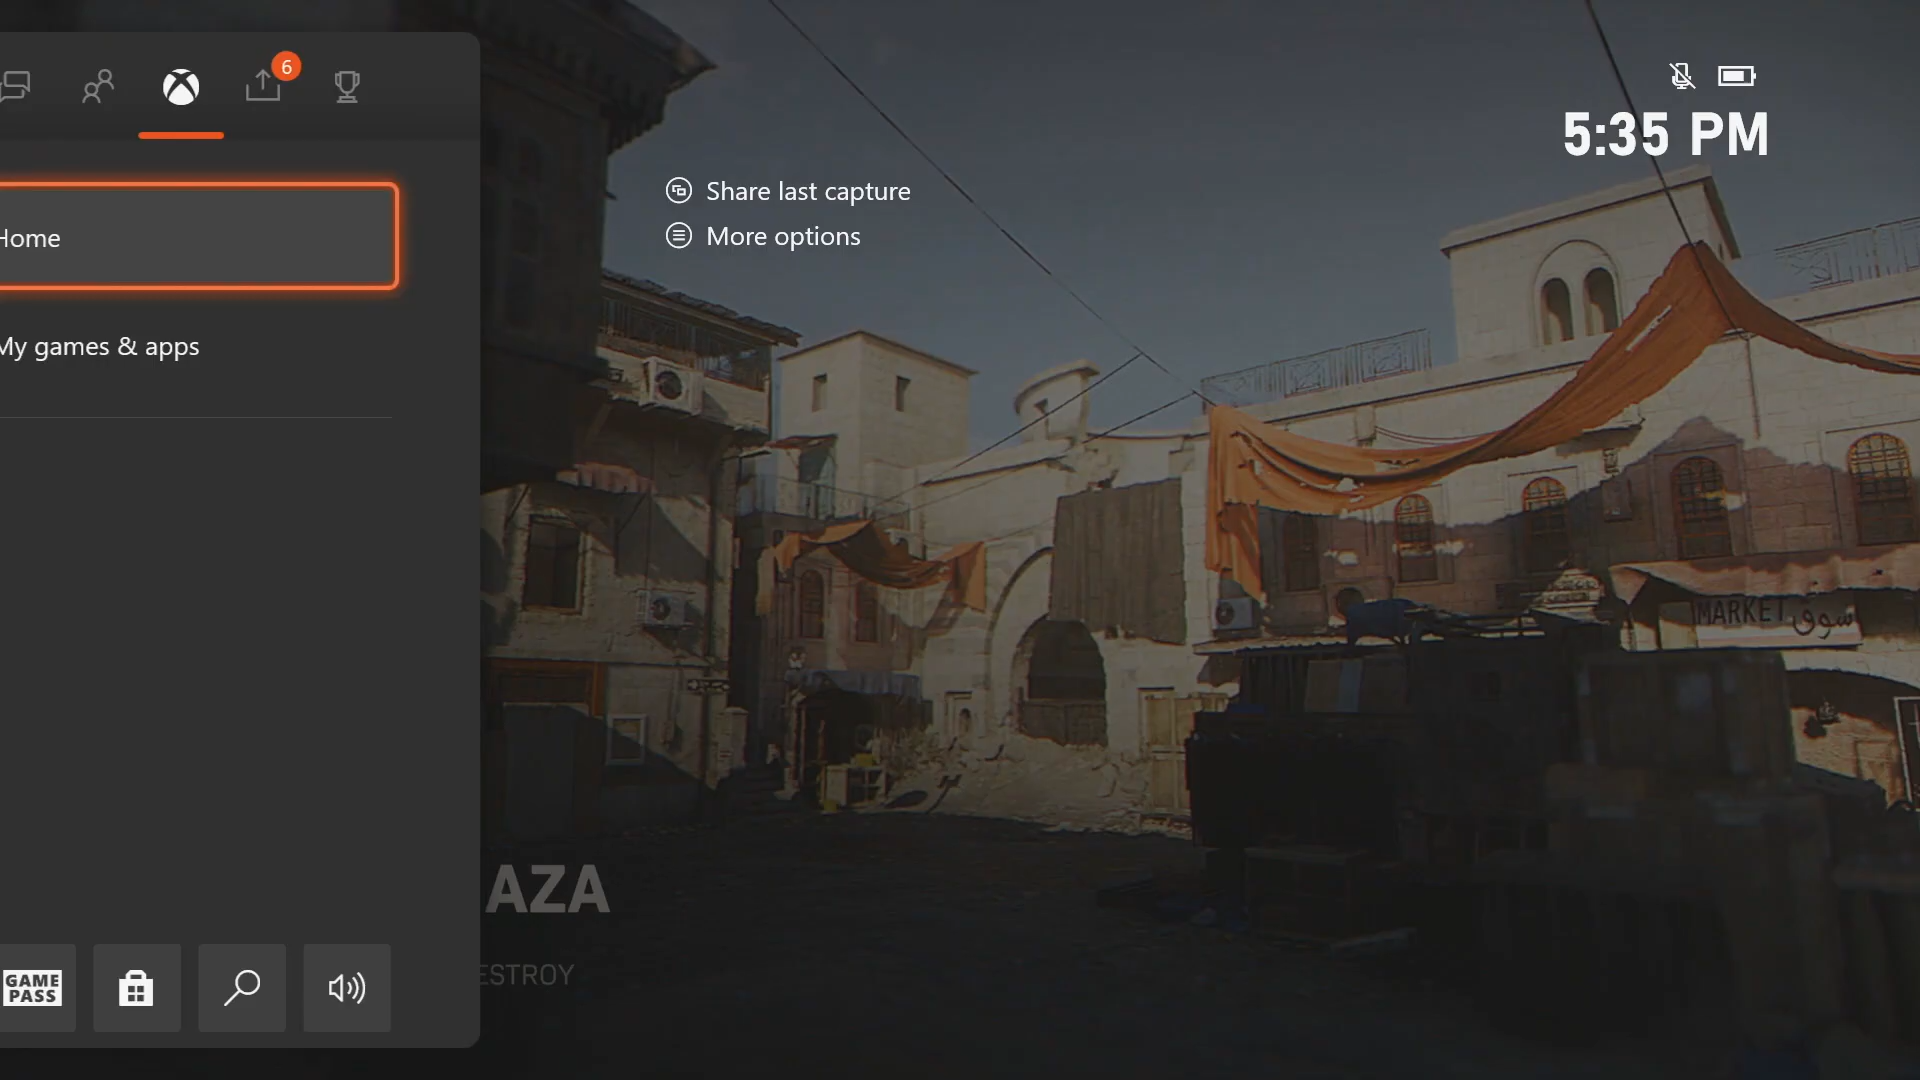 6
5:35 PM
Share last capture
More options
Home
My games & apps
MARKET سوق
AZA
ESTROY
GAME
PASS